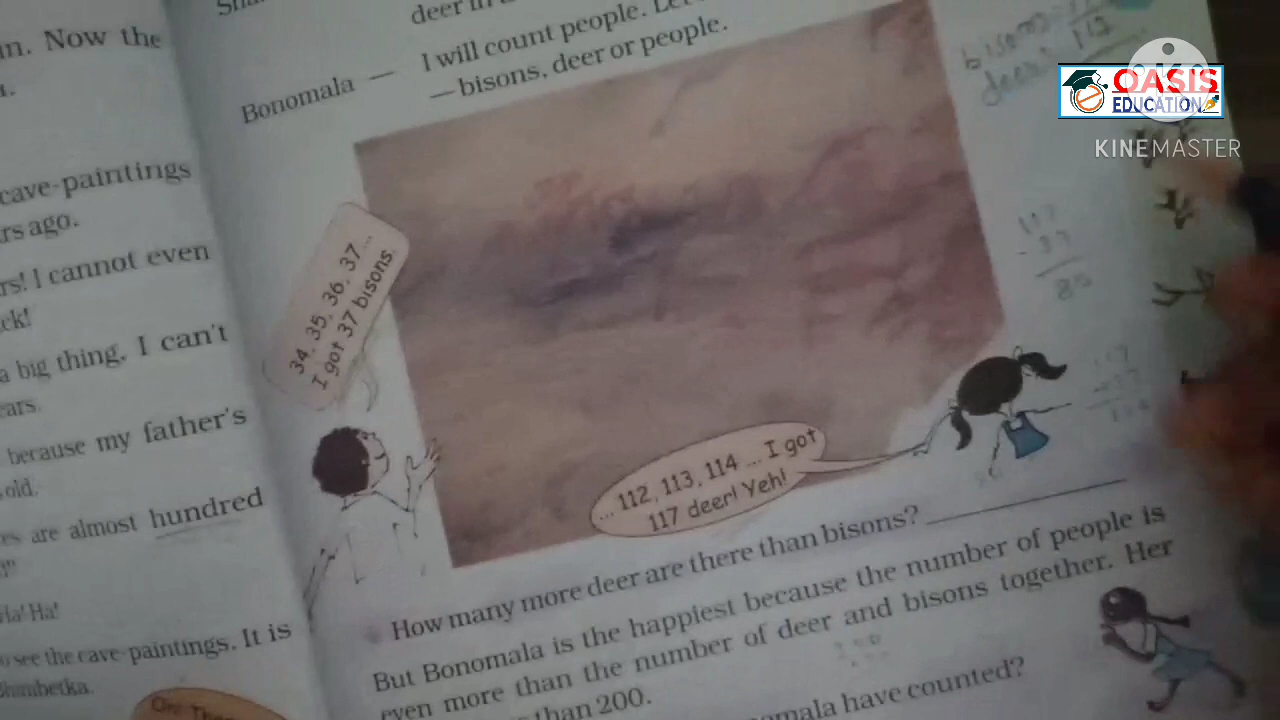 in. Now the
cave-paintings
rs ago.
rs! I cannot even
ck!
a big thing, I can't
ears.
because my father's
old.
are almost hundred
Ha! Ha!
see the cave-paintings. It is
Bhimbetka.
deer in
Bonomala — I will count people.
— bisons, deer or people.
34, 35, 36, 37...
I got 37 bisons.
... 112, 113, 114 ... I got
117 deer! Yeh!
How many more deer are there than bisons?
But Bonomala is the happiest because the number of people is
even more than the number of deer and bisons together. Her
than 200.
have counted?
OASIS
EDUCATION
KINEMASTER